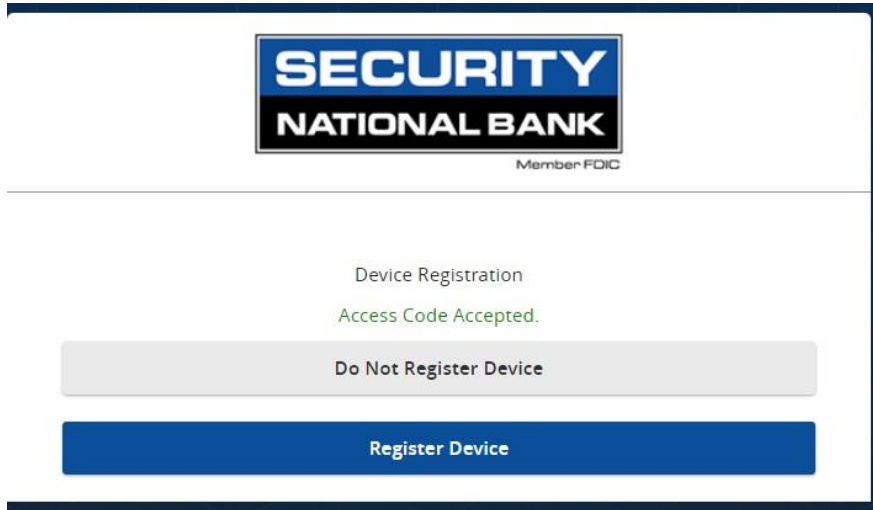 SECURITY
NATIONAL BANK
Member FDIC
Device Registration
Access Code Accepted.
Do Not Register Device
Register Device